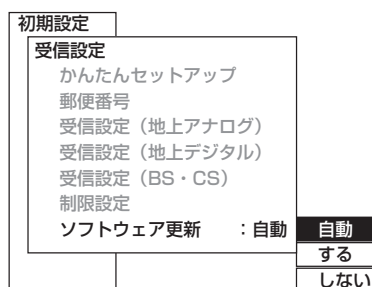 初期設定
受信設定
かんたんセットアップ
郵便番号
受信設定（地上アナログ）
受信設定（地上デジタル）
受信設定（BS・CS）
制限設定
ソフトウェア更新　：自動　自動
する
しない